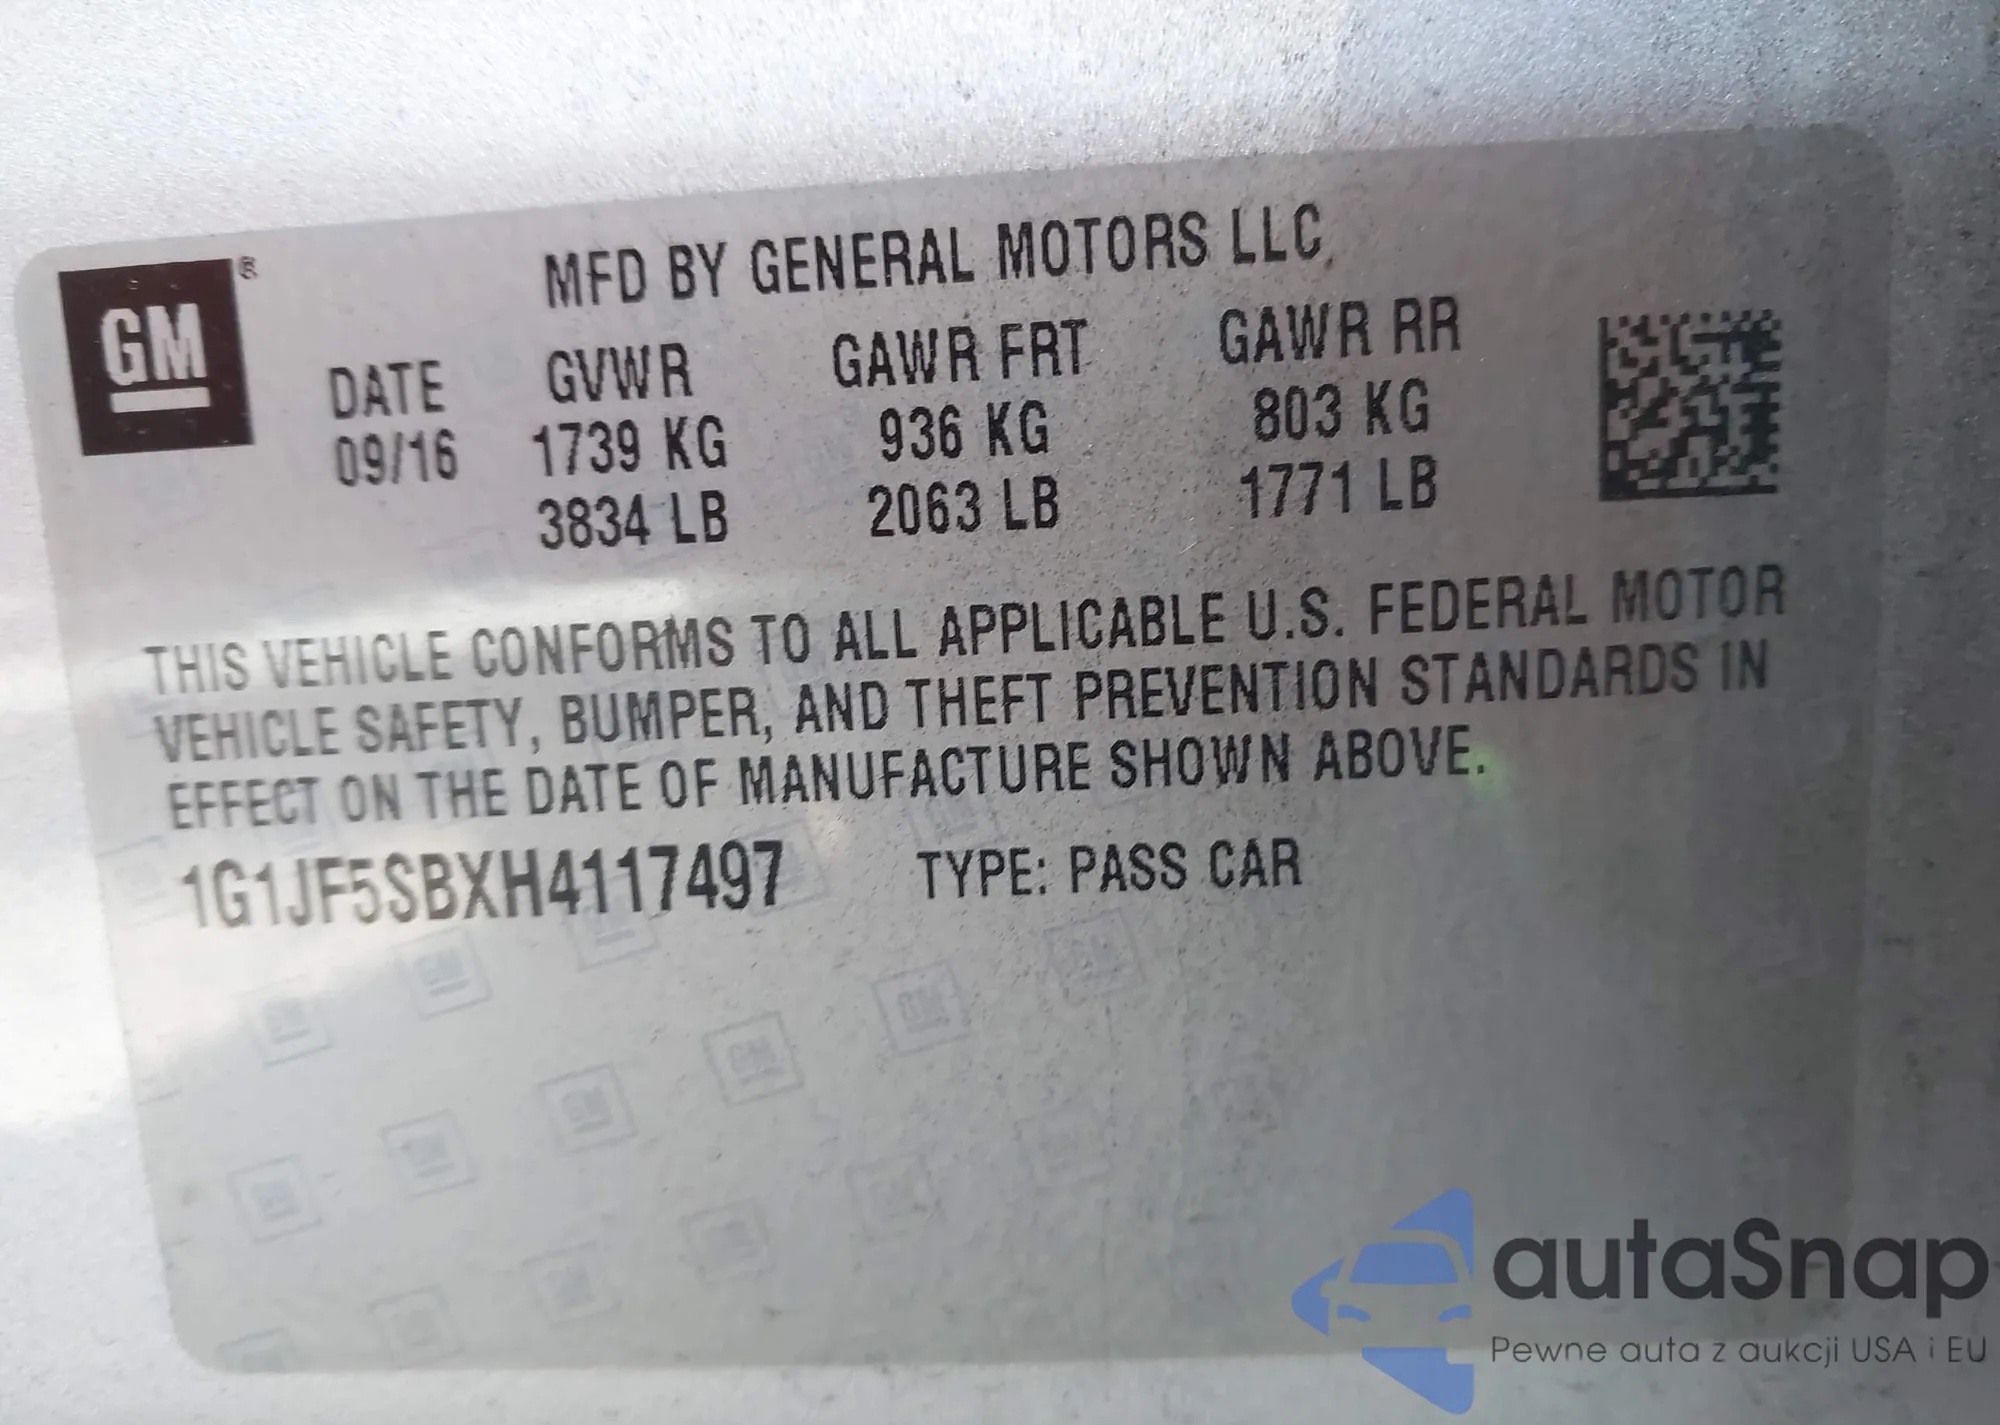 GM ®
MFD BY GENERAL MOTORS LLC
DATE GVWR GAWR FRT GAWR RR
09/16 1739 KG 936 KG 803 KG
3834 LB 2063 LB 1771 LB
THIS VEHICLE CONFORMS TO ALL APPLICABLE U.S. FEDERAL MOTOR
VEHICLE SAFETY, BUMPER, AND THEFT PREVENTION STANDARDS IN
EFFECT ON THE DATE OF MANUFACTURE SHOWN ABOVE.
1G1JF5SBXH4117497 TYPE: PASS CAR
autaSnap
Pewne auta z aukcji USA i EU